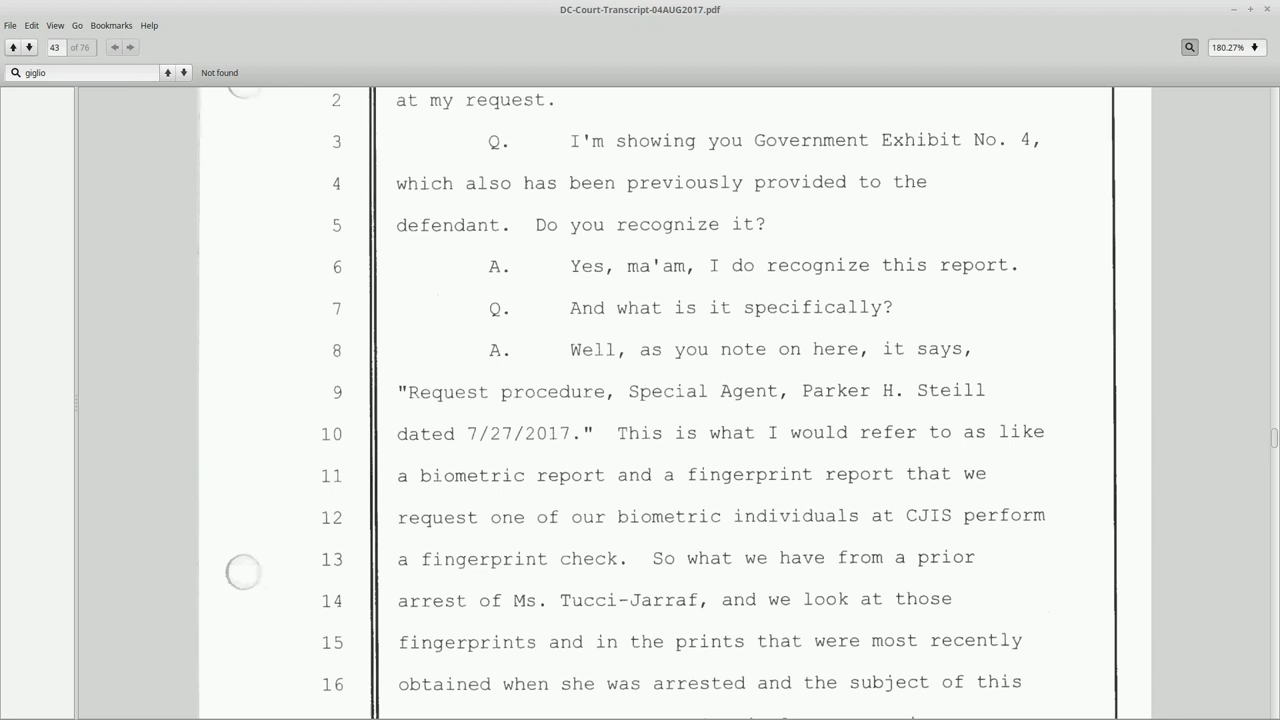 DC-Court-Transcript-04AUG2017.pdf
File Edit View Go Bookmarks Help
43 of 76
180.27%
giglio
Not found
2 at my request.
3 Q. I'm showing you Government Exhibit No. 4,
4 which also has been previously provided to the
5 defendant. Do you recognize it?
6 A. Yes, ma'am, I do recognize this report.
7 Q. And what is it specifically?
8 A. Well, as you note on here, it says,
9 "Request procedure, Special Agent, Parker H. Steill
10 dated 7/27/2017." This is what I would refer to as like
11 a biometric report and a fingerprint report that we
12 request one of our biometric individuals at CJIS perform
13 a fingerprint check. So what we have from a prior
14 arrest of Ms. Tucci-Jarraf, and we look at those
15 fingerprints and in the prints that were most recently
16 obtained when she was arrested and the subject of this